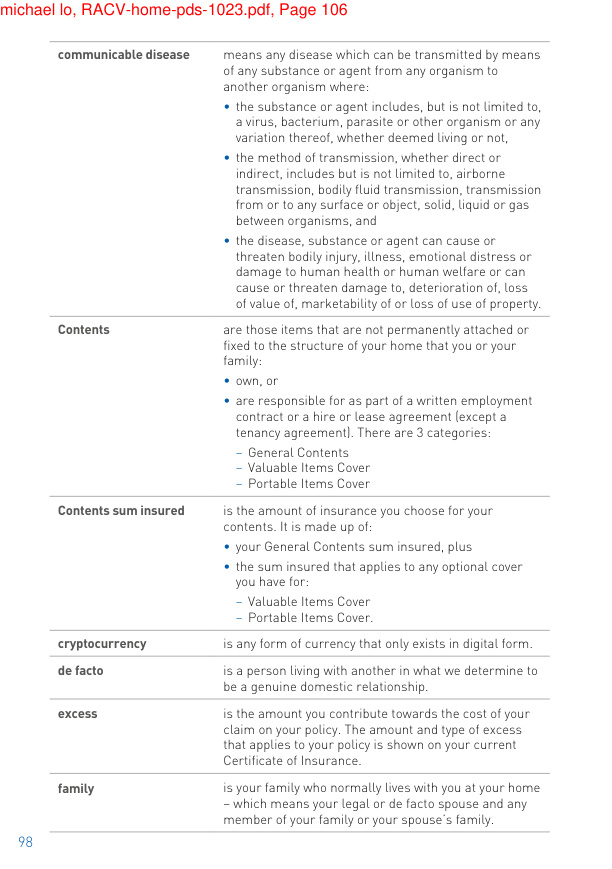 michael lo, RACV-home-pds-1023.pdf, Page 106
communicable disease
means any disease which can be transmitted by means
of any substance or agent from any organism to
another organism where:
• the substance or agent includes, but is not limited to,
a virus, bacterium, parasite or other organism or any
variation thereof, whether deemed living or not,
• the method of transmission, whether direct or
indirect, includes but is not limited to, airborne
transmission, bodily fluid transmission, transmission
from or to any surface or object, solid, liquid or gas
between organisms, and
• the disease, substance or agent can cause or
threaten bodily injury, illness, emotional distress or
damage to human health or human welfare or can
cause or threaten damage to, deterioration of, loss
of value of, marketability of or loss of use of property.
Contents
are those items that are not permanently attached or
fixed to the structure of your home that you or your
family:
• own, or
• are responsible for as part of a written employment
contract or a hire or lease agreement (except a
tenancy agreement). There are 3 categories:
– General Contents
– Valuable Items Cover
– Portable Items Cover
Contents sum insured
is the amount of insurance you choose for your
contents. It is made up of:
• your General Contents sum insured, plus
• the sum insured that applies to any optional cover
you have for:
– Valuable Items Cover
– Portable Items Cover.
cryptocurrency
is any form of currency that only exists in digital form.
de facto
is a person living with another in what we determine to
be a genuine domestic relationship.
excess
is the amount you contribute towards the cost of your
claim on your policy. The amount and type of excess
that applies to your policy is shown on your current
Certificate of Insurance.
family
is your family who normally lives with you at your home
– which means your legal or de facto spouse and any
member of your family or your spouse's family.
98